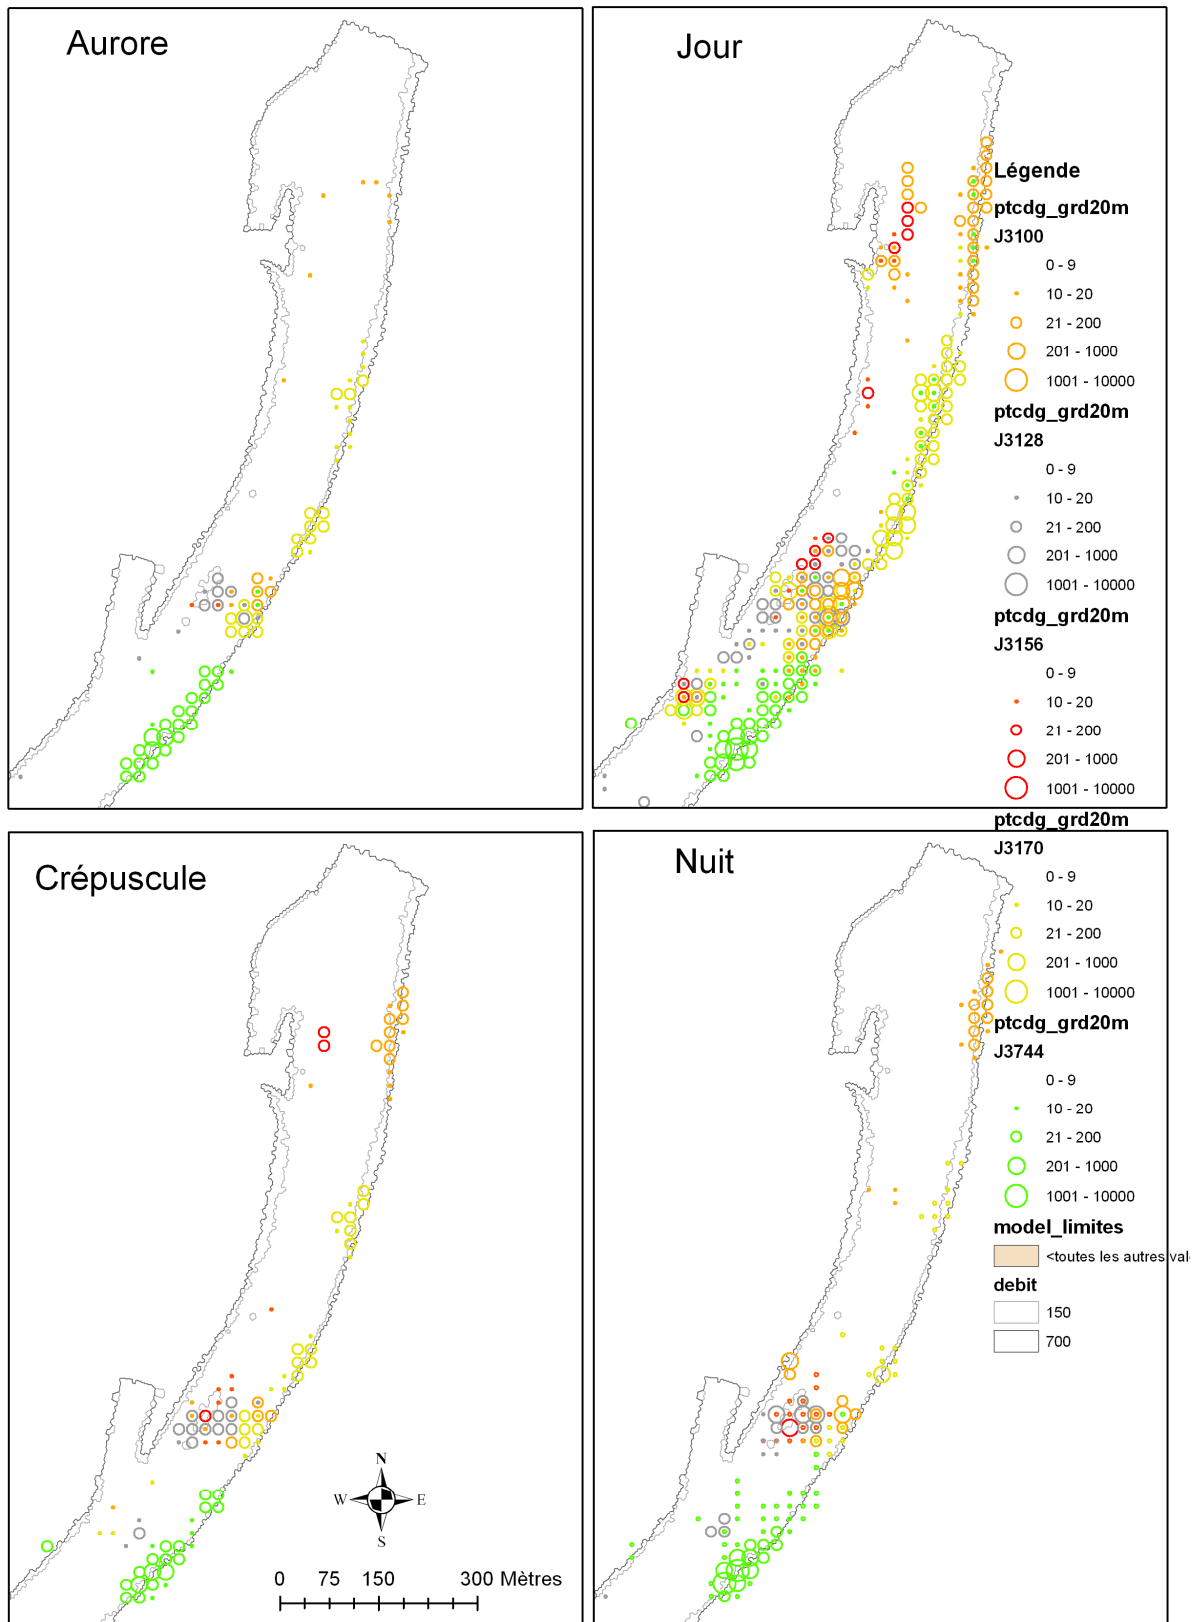 Aurore
Jour
Légende
ptcdg_grd20m
J3100
0 - 9
10 - 20
21 - 200
201 - 1000
1001 - 10000
ptcdg_grd20m
J3128
0 - 9
10 - 20
21 - 200
201 - 1000
1001 - 10000
ptcdg_grd20m
J3156
0 - 9
10 - 20
21 - 200
201 - 1000
1001 - 10000
ptcdg_grd20m
J3170
0 - 9
10 - 20
21 - 200
201 - 1000
1001 - 10000
ptcdg_grd20m
J3744
0 - 9
10 - 20
21 - 200
201 - 1000
1001 - 10000
model_limites
<toutes les autres val
debit
150
700
Crépuscule
Nuit
N
W E
S
0 75 150 300 Mètres